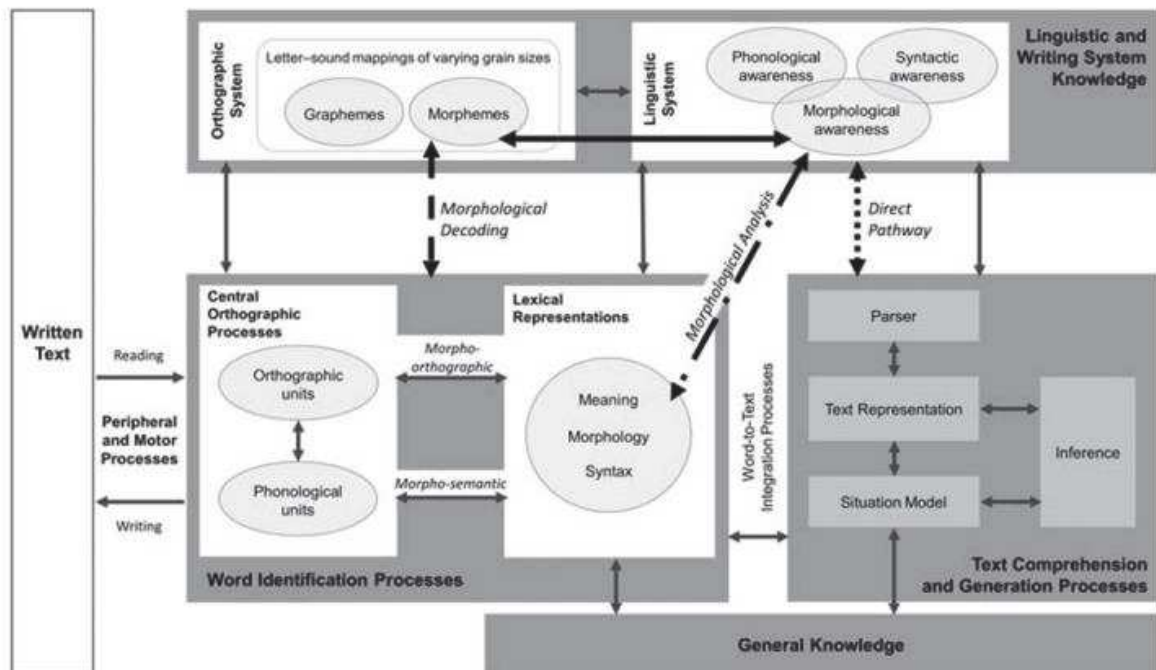 Written
Text
Reading
Peripheral
and Motor
Processes
Writing
Orthographic
System
Letter–sound mappings of varying grain sizes
Graphemes
Morphemes
Linguistic
System
Phonological
awareness
Syntactic
awareness
Morphological
awareness
Linguistic and
Writing System
Knowledge
Morphological
Decoding
Morphological Analysis
Direct
Pathway
Central
Orthographic
Processes
Orthographic
units
Phonological
units
Morpho-
orthographic
Morpho-semantic
Lexical
Representations
Meaning
Morphology
Syntax
Word Identification Processes
Word-to-Text
Integration Processes
Parser
Text Representation
Situation Model
Inference
Text Comprehension
and Generation Processes
General Knowledge